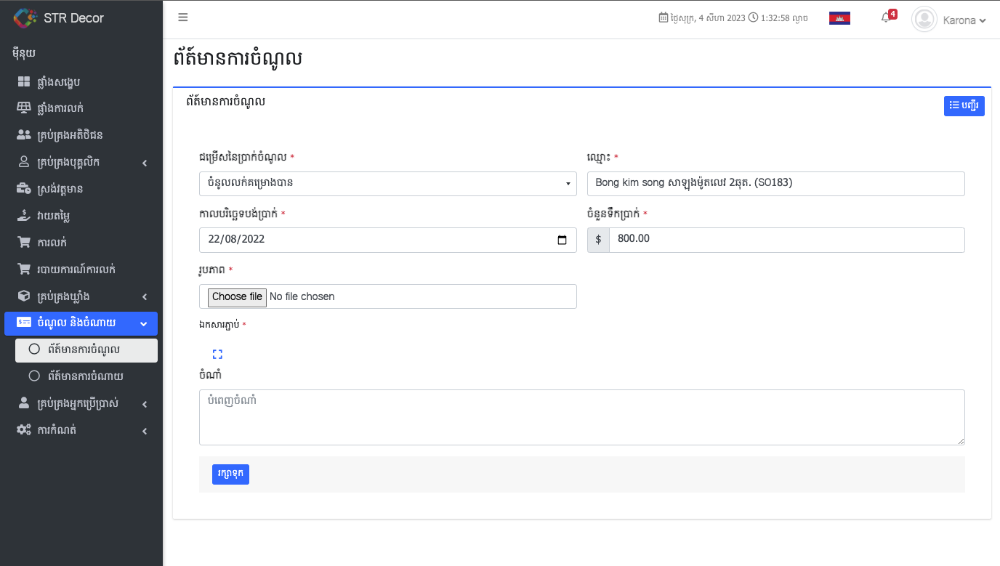 STR Decor
ថ្ងៃសុក្រ, 4 សីហា 2023 1:32:58 ល្ងាច
4
Karona
ម៉ឺនុយ
ផ្ទាំងសង្ខេប
ផ្ទាំងការលក់
គ្រប់គ្រងអតិថិជន
គ្រប់គ្រងបុគ្គលិក
ស្រង់វត្តមាន
វាយតម្លៃ
ការលក់
របាយការណ៍ការលក់
គ្រប់គ្រងឃ្លាំង
ចំណូល និងចំណាយ
ព័ត៍មានការចំណូល
ព័ត៍មានការចំណាយ
គ្រប់គ្រងអ្នកប្រើប្រាស់
ការកំណត់
ព័ត៍មានការចំណូល
ព័ត៍មានការចំណូល
បញ្ជីរ
ជម្រើសនៃប្រាក់ចំណូល *
ចំនូលលក់គម្រោងបាន
ឈ្មោះ *
Bong kim song សាឡុងម៉ូតលេវ 2ឆុត. (SO183)
កាលបរិច្ឆេទបង់ប្រាក់ *
22/08/2022
ចំនួនទឹកប្រាក់ *
$ 800.00
រូបភាព *
Choose file No file chosen
ឯកសារភ្ជាប់ *
ចំណាំ
បំពេញចំណាំ
រក្សាទុក